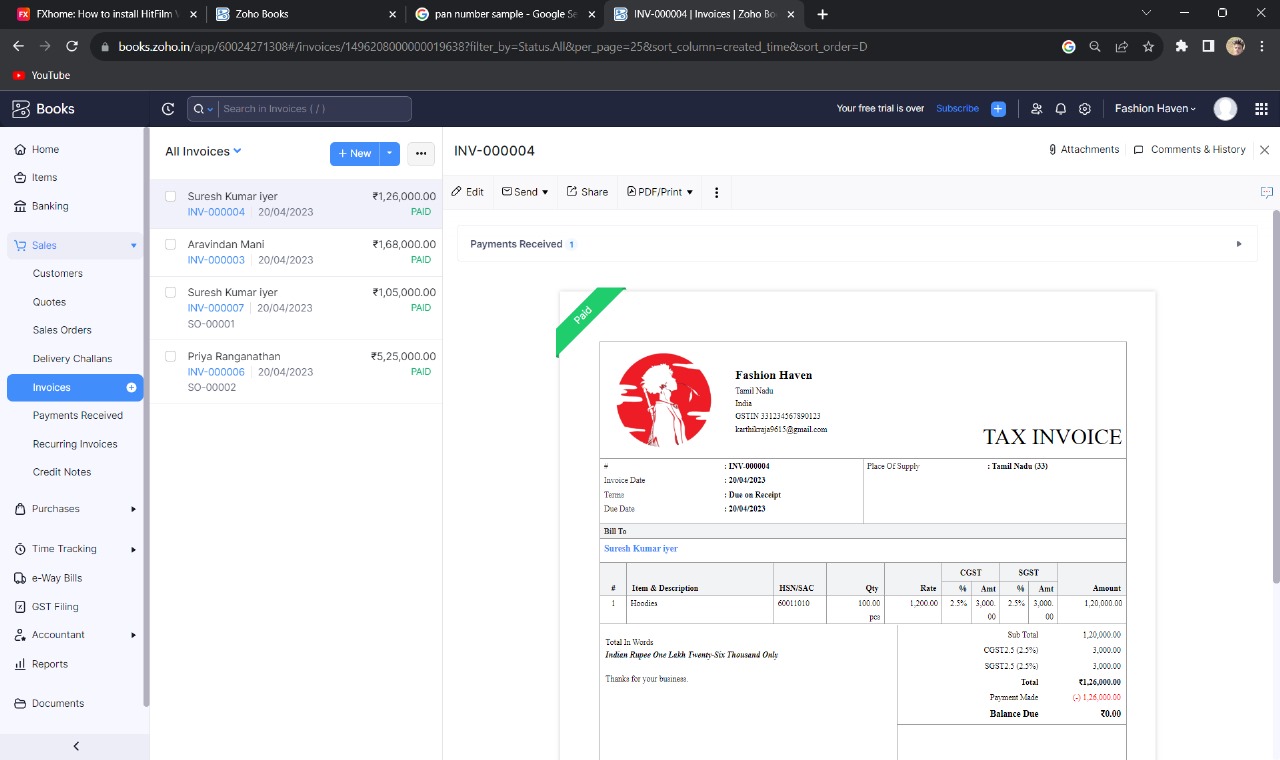 FXhome: How to install HitFilm
Zoho Books
pan number sample - Google Se
INV-000004 | Invoices | Zoho Bo
books.zoho.in/app/60024271308#/invoices/1496208000000019638?filter_by=Status.All&per_page=25&sort_column=created_time&sort_order=D
YouTube
Books
Search in Invoices ( / )
Your free trial is over Subscribe
Fashion Haven
Home
Items
Banking
Sales
Customers
Quotes
Sales Orders
Delivery Challans
Invoices
Payments Received
Recurring Invoices
Credit Notes
Purchases
Time Tracking
e-Way Bills
GST Filing
Accountant
Reports
Documents
All Invoices
+ New
Suresh Kumar iyer ₹1,26,000.00
INV-000004 20/04/2023 PAID
Aravindan Mani ₹1,68,000.00
INV-000003 20/04/2023 PAID
Suresh Kumar iyer ₹1,05,000.00
INV-000007 20/04/2023 PAID
SO-00001
Priya Ranganathan ₹5,25,000.00
INV-000006 20/04/2023 PAID
SO-00002
INV-000004
Attachments Comments & History
Edit Send Share PDF/Print
Payments Received 1
Paid
Fashion Haven
Tamil Nadu
India
GSTIN 331234567890123
karthikraja9615@gmail.com
TAX INVOICE
# : INV-000004 Place Of Supply : Tamil Nadu (33)
Invoice Date : 20/04/2023
Terms : Due on Receipt
Due Date : 20/04/2023
Bill To
Suresh Kumar iyer
CGST SGST
# Item & Description HSN/SAC Qty Rate % Amt % Amt Amount
1 Hoodies 60011010 100.00 1,200.00 2.5% 3,000. 2.5% 3,000. 1,20,000.00
pcs 00 00
Sub Total 1,20,000.00
Total In Words
CGST2.5 (2.5%) 3,000.00
Indian Rupee One Lakh Twenty-Six Thousand Only
SGST2.5 (2.5%) 3,000.00
Thanks for your business.
Total ₹1,26,000.00
Payment Made (-) 1,26,000.00
Balance Due ₹0.00